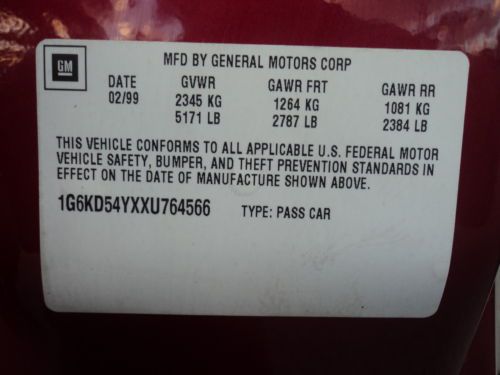 GM
MFD BY GENERAL MOTORS CORP
DATE GVWR GAWR FRT GAWR RR
02/99 2345 KG 1264 KG 1081 KG
5171 LB 2787 LB 2384 LB
THIS VEHICLE CONFORMS TO ALL APPLICABLE U.S. FEDERAL MOTOR
VEHICLE SAFETY, BUMPER, AND THEFT PREVENTION STANDARDS IN
EFFECT ON THE DATE OF MANUFACTURE SHOWN ABOVE.
1G6KD54YXXU764566 TYPE: PASS CAR